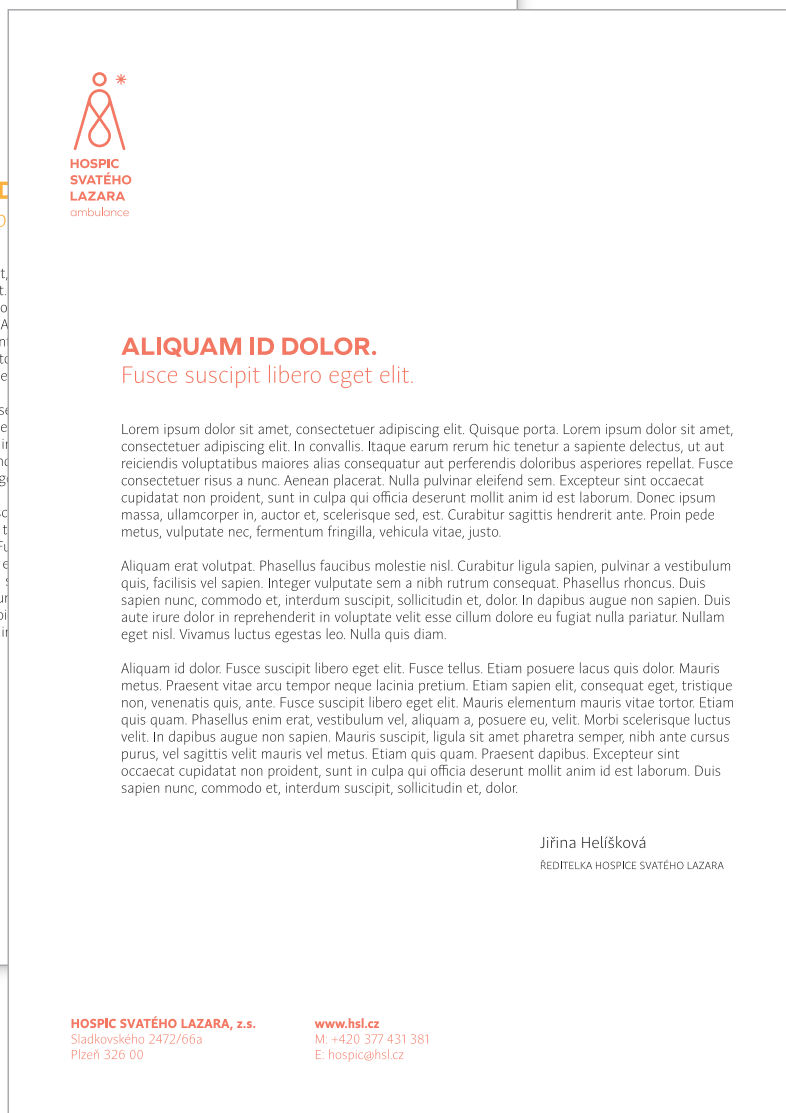 HOSPIC
SVATÉHO
LAZARA
ambulance
ALIQUAM ID DOLOR.
Fusce suscipit libero eget elit.
Lorem ipsum dolor sit amet, consectetuer adipiscing elit. Quisque porta. Lorem ipsum dolor sit amet,
consectetuer adipiscing elit. In convallis. Itaque earum rerum hic tenetur a sapiente delectus, ut aut
reiciendis voluptatibus maiores alias consequatur aut perferendis doloribus asperiores repellat. Fusce
consectetuer risus a nunc. Aenean placerat. Nulla pulvinar eleifend sem. Excepteur sint occaecat
cupidatat non proident, sunt in culpa qui officia deserunt mollit anim id est laborum. Donec ipsum
massa, ullamcorper in, auctor et, scelerisque sed, est. Curabitur sagittis hendrerit ante. Proin pede
metus, vulputate nec, fermentum fringilla, vehicula vitae, justo.
Aliquam erat volutpat. Phasellus faucibus molestie nisl. Curabitur ligula sapien, pulvinar a vestibulum
quis, facilisis vel sapien. Integer vulputate sem a nibh rutrum consequat. Phasellus rhoncus. Duis
sapien nunc, commodo et, interdum suscipit, sollicitudin et, dolor. In dapibus augue non sapien. Duis
aute irure dolor in reprehenderit in voluptate velit esse cillum dolore eu fugiat nulla pariatur. Nullam
eget nisl. Vivamus luctus egestas leo. Nulla quis diam.
Aliquam id dolor. Fusce suscipit libero eget elit. Fusce tellus. Etiam posuere lacus quis dolor. Mauris
metus. Praesent vitae arcu tempor neque lacinia pretium. Etiam sapien elit, consequat eget, tristique
non, venenatis quis, ante. Fusce suscipit libero eget elit. Mauris elementum mauris vitae tortor. Etiam
quis quam. Phasellus enim erat, vestibulum vel, aliquam a, posuere eu, velit. Morbi scelerisque luctus
velit. In dapibus augue non sapien. Mauris suscipit, ligula sit amet pharetra semper, nibh ante cursus
purus, vel sagittis velit mauris vel metus. Etiam quis quam. Praesent dapibus. Excepteur sint
occaecat cupidatat non proident, sunt in culpa qui officia deserunt mollit anim id est laborum. Duis
sapien nunc, commodo et, interdum suscipit, sollicitudin et, dolor.
Jiřina Helíšková
ŘEDITELKA HOSPICE SVATÉHO LAZARA
HOSPIC SVATÉHO LAZARA, z.s.
Sladkovského 2472/66a
Plzeň 326 00
www.hsl.cz
M: +420 377 431 381
E: hospic@hsl.cz